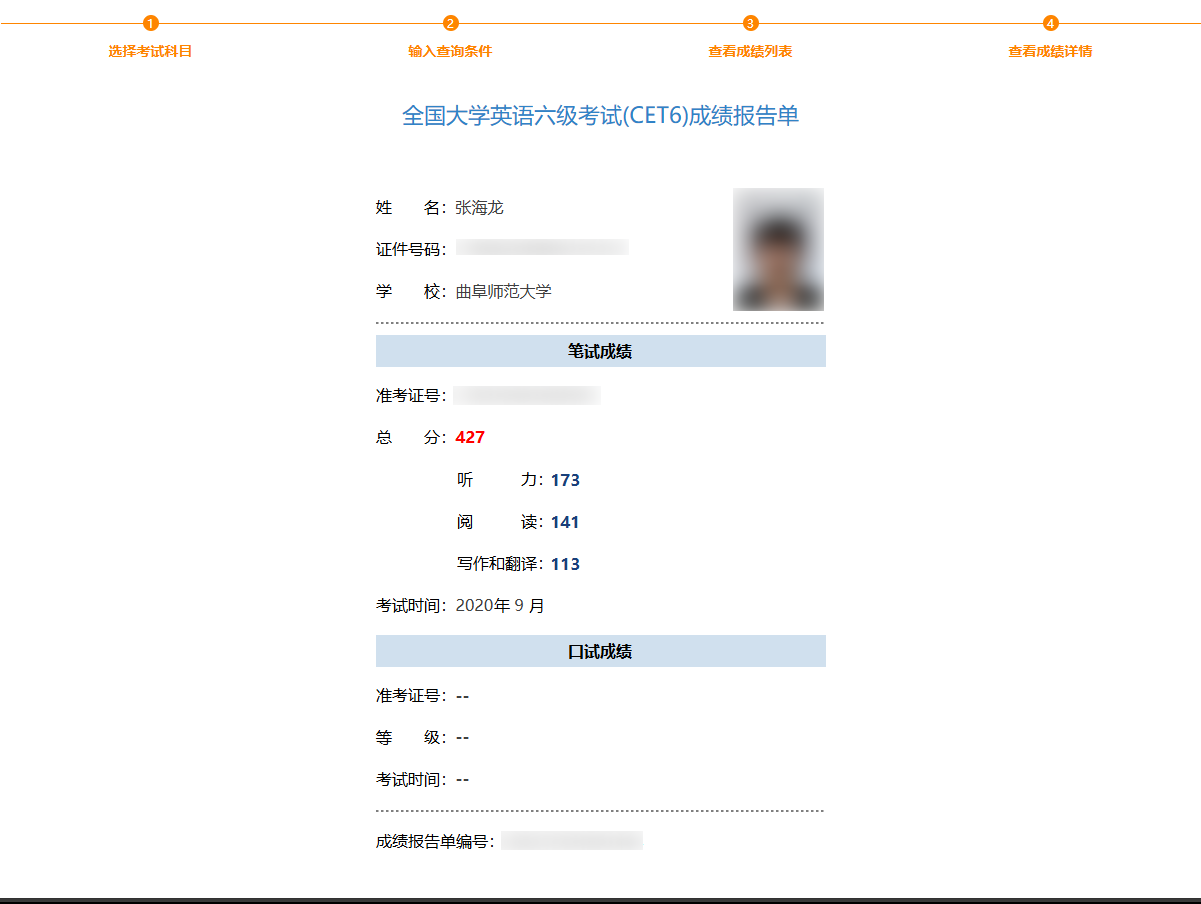 1 2 3 4
选择考试科目 输入查询条件 查看成绩列表 查看成绩详情
全国大学英语六级考试(CET6)成绩报告单
姓 名：张海龙
证件号码：
学 校：曲阜师范大学
笔试成绩
准考证号：
总 分：427
听 力：173
阅 读：141
写作和翻译：113
考试时间：2020年 9 月
口试成绩
准考证号：--
等 级：--
考试时间：--
成绩报告单编号：